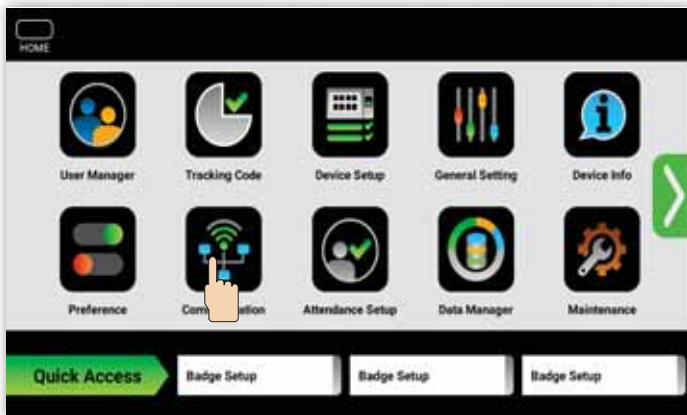 HOME
User Manager Tracking Code Device Setup General Setting Device Info
Preference Attendance Setup Data Manager Maintenance
Quick Access Badge Setup Badge Setup Badge Setup